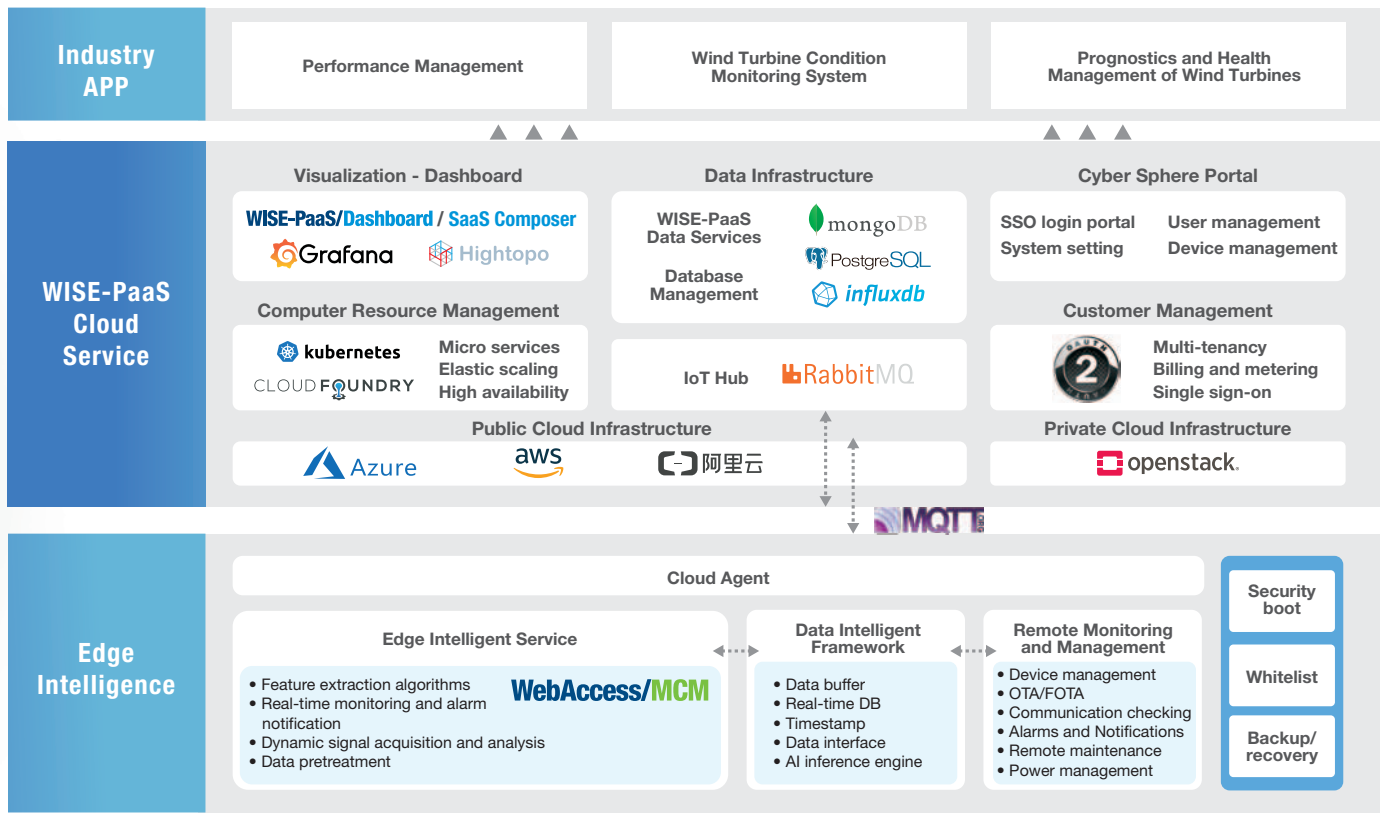 Industry
APP
Performance Management
Wind Turbine Condition
Monitoring System
Prognostics and Health
Management of Wind Turbines
WISE-PaaS
Cloud
Service
Visualization - Dashboard
WISE-PaaS/Dashboard / SaaS Composer
Grafana
Hightopo
Data Infrastructure
WISE-PaaS
Data Services
Database
Management
mongoDB
PostgreSQL
influxdb
Cyber Sphere Portal
SSO login portal
User management
System setting
Device management
Computer Resource Management
kubernetes
CLOUD FOUNDRY
Micro services
Elastic scaling
High availability
IoT Hub
RabbitMQ
Customer Management
OAUTH
2
Multi-tenancy
Billing and metering
Single sign-on
Public Cloud Infrastructure
Azure
aws
阿里云
Private Cloud Infrastructure
openstack.
MQTT
Edge
Intelligence
Cloud Agent
Edge Intelligent Service
• Feature extraction algorithms
• Real-time monitoring and alarm
notification
• Dynamic signal acquisition and analysis
• Data pretreatment
WebAccess/MCM
Data Intelligent
Framework
• Data buffer
• Real-time DB
• Timestamp
• Data interface
• AI inference engine
Remote Monitoring
and Management
• Device management
• OTA/FOTA
• Communication checking
• Alarms and Notifications
• Remote maintenance
• Power management
Security
boot
Whitelist
Backup/
recovery